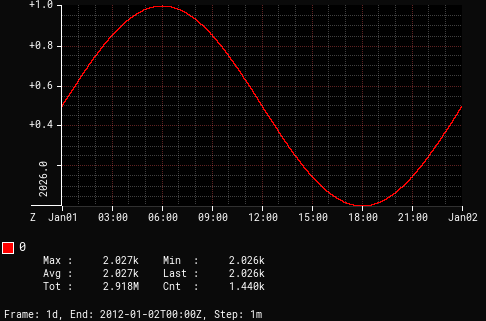 +1.0
+0.8
+0.6
+0.4
2026.0
Z Jan01 03:00 06:00 09:00 12:00 15:00 18:00 21:00 Jan02
0
Max : 2.027k Min : 2.026k
Avg : 2.027k Last : 2.026k
Tot : 2.918M Cnt : 1.440k
Frame: 1d, End: 2012-01-02T00:00Z, Step: 1m